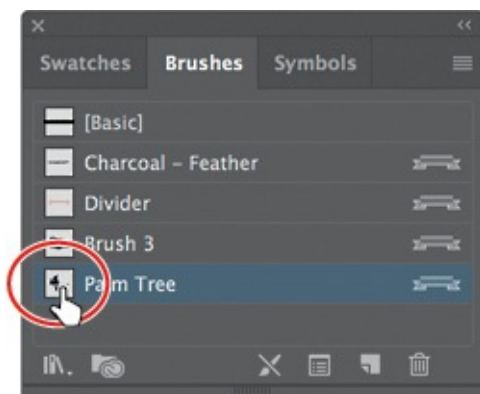 Swatches Brushes Symbols
[Basic]
Charcoal – Feather
Divider
Brush 3
Palm Tree